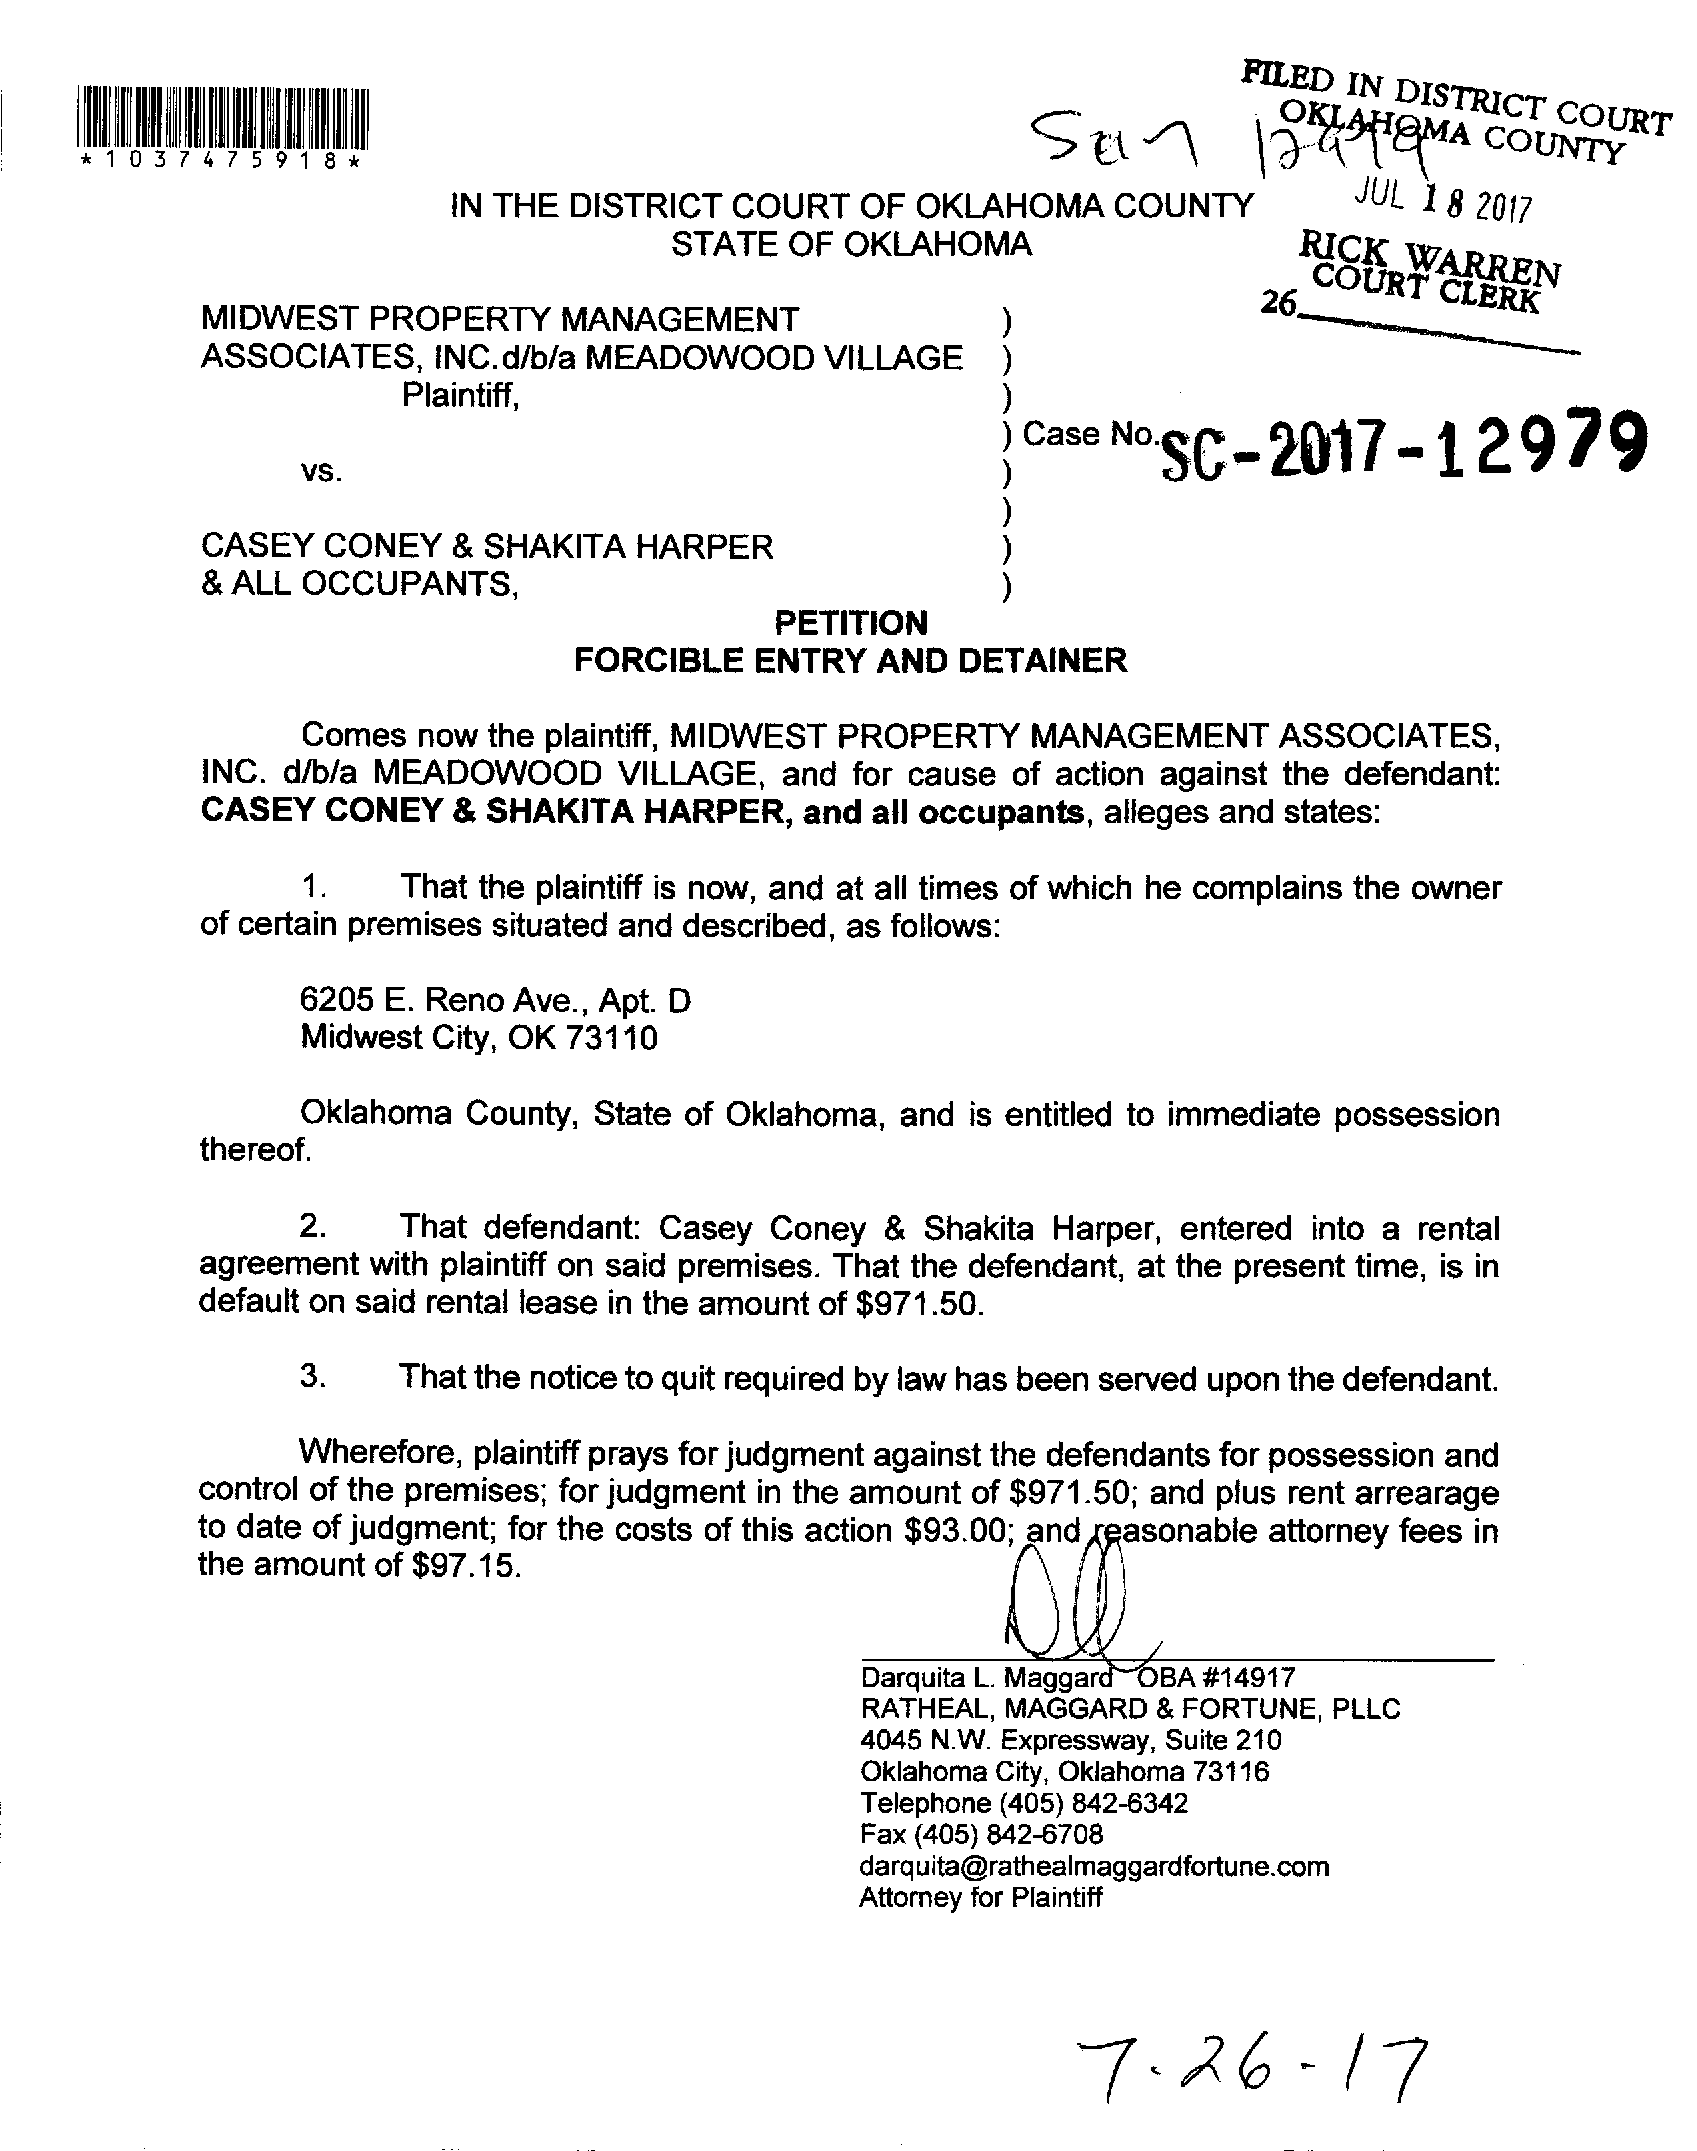 FILED IN DISTRICT COURT
OKLAHOMA COUNTY
JUL 18 2017
RICK WARREN
COURT CLERK
26
*1037475918*
IN THE DISTRICT COURT OF OKLAHOMA COUNTY
STATE OF OKLAHOMA
MIDWEST PROPERTY MANAGEMENT )
ASSOCIATES, INC.d/b/a MEADOWOOD VILLAGE )
Plaintiff, )
) Case No. SC-2017-12979
vs. )
)
CASEY CONEY & SHAKITA HARPER )
& ALL OCCUPANTS, )
PETITION
FORCIBLE ENTRY AND DETAINER
Comes now the plaintiff, MIDWEST PROPERTY MANAGEMENT ASSOCIATES,
INC. d/b/a MEADOWOOD VILLAGE, and for cause of action against the defendant:
CASEY CONEY & SHAKITA HARPER, and all occupants, alleges and states:
1. That the plaintiff is now, and at all times of which he complains the owner
of certain premises situated and described, as follows:
6205 E. Reno Ave., Apt. D
Midwest City, OK 73110
Oklahoma County, State of Oklahoma, and is entitled to immediate possession
thereof.
2. That defendant: Casey Coney & Shakita Harper, entered into a rental
agreement with plaintiff on said premises. That the defendant, at the present time, is in
default on said rental lease in the amount of $971.50.
3. That the notice to quit required by law has been served upon the defendant.
Wherefore, plaintiff prays for judgment against the defendants for possession and
control of the premises; for judgment in the amount of $971.50; and plus rent arrearage
to date of judgment; for the costs of this action $93.00; and reasonable attorney fees in
the amount of $97.15.
Darquita L. Maggard OBA #14917
RATHEAL, MAGGARD & FORTUNE, PLLC
4045 N.W. Expressway, Suite 210
Oklahoma City, Oklahoma 73116
Telephone (405) 842-6342
Fax (405) 842-6708
darquita@rathealmaggardfortune.com
Attorney for Plaintiff
7-26-17